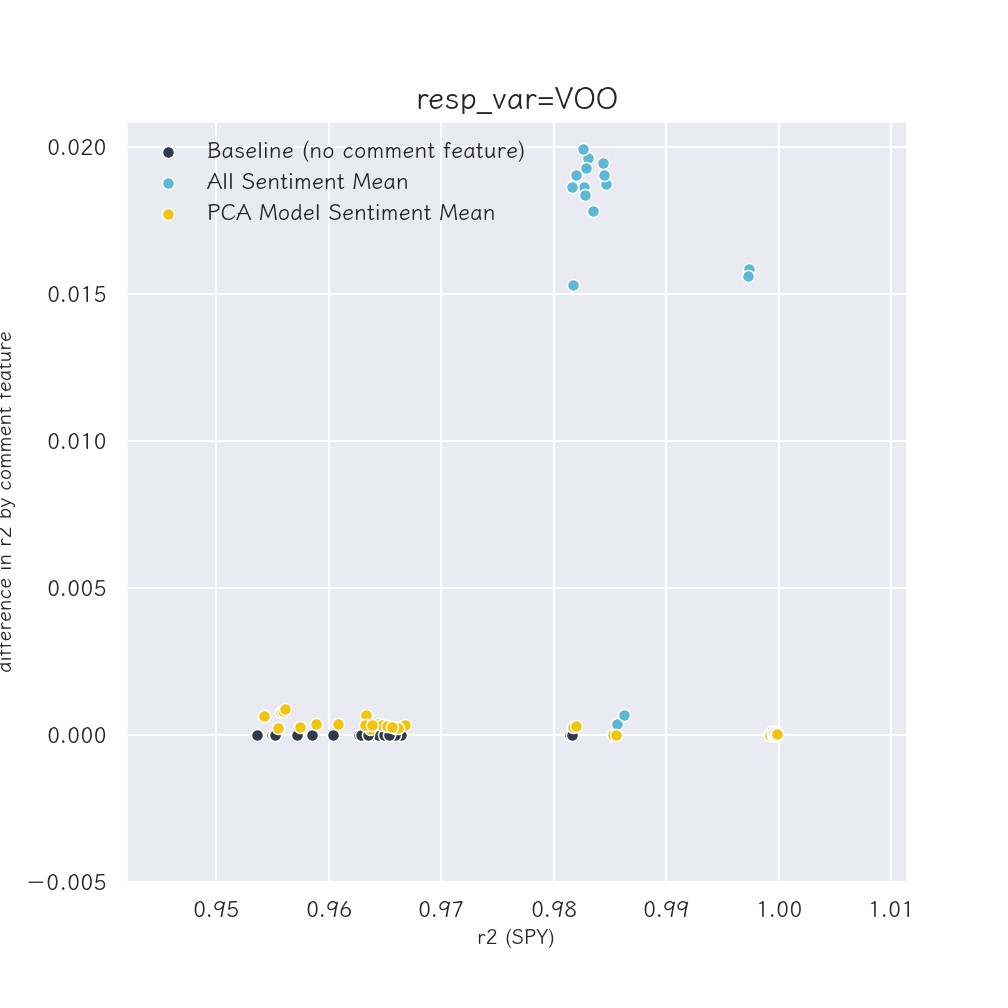 resp_var=VOO
Baseline (no comment feature)
All Sentiment Mean
PCA Model Sentiment Mean
difference in r2 by comment feature
0.020
0.015
0.010
0.005
0.000
−0.005
0.95 0.96 0.97 0.98 0.99 1.00 1.01
r2 (SPY)